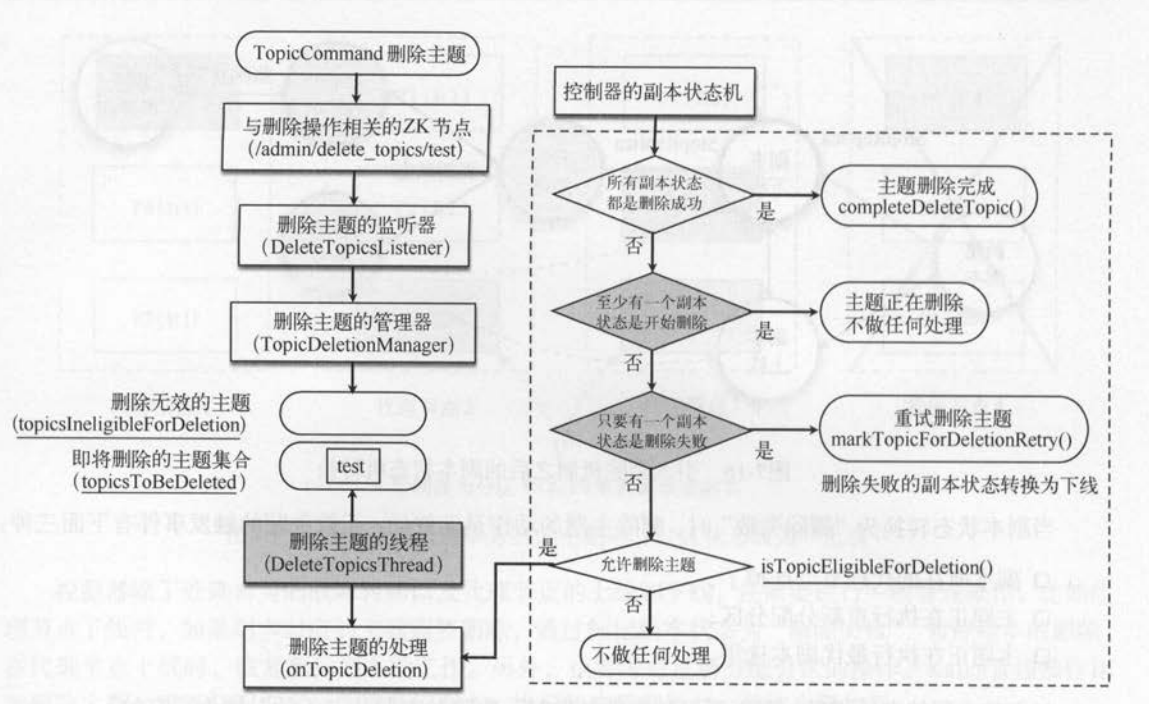 TopicCommand 删除主题
与删除操作相关的ZK 节点
(/admin/delete_topics/test)
删除主题的监听器
(DeleteTopicsListener)
删除主题的管理器
(TopicDeletionManager)
删除无效的主题
(topicsIneligibleForDeletion)
即将删除的主题集合
(topicsToBeDeleted)
test
删除主题的线程
(DeleteTopicsThread)
删除主题的处理
(onTopicDeletion)
控制器的副本状态机
所有副本状态
都是删除成功
是
主题删除完成
completeDeleteTopic()
否
至少有一个副本
状态是开始删除
是
主题正在删除
不做任何处理
否
只要有一个副本
状态是删除失败
是
重试删除主题
markTopicForDeletionRetry()
删除失败的副本状态转换为下线
否
是
允许删除主题
isTopicEligibleForDeletion()
否
不做任何处理